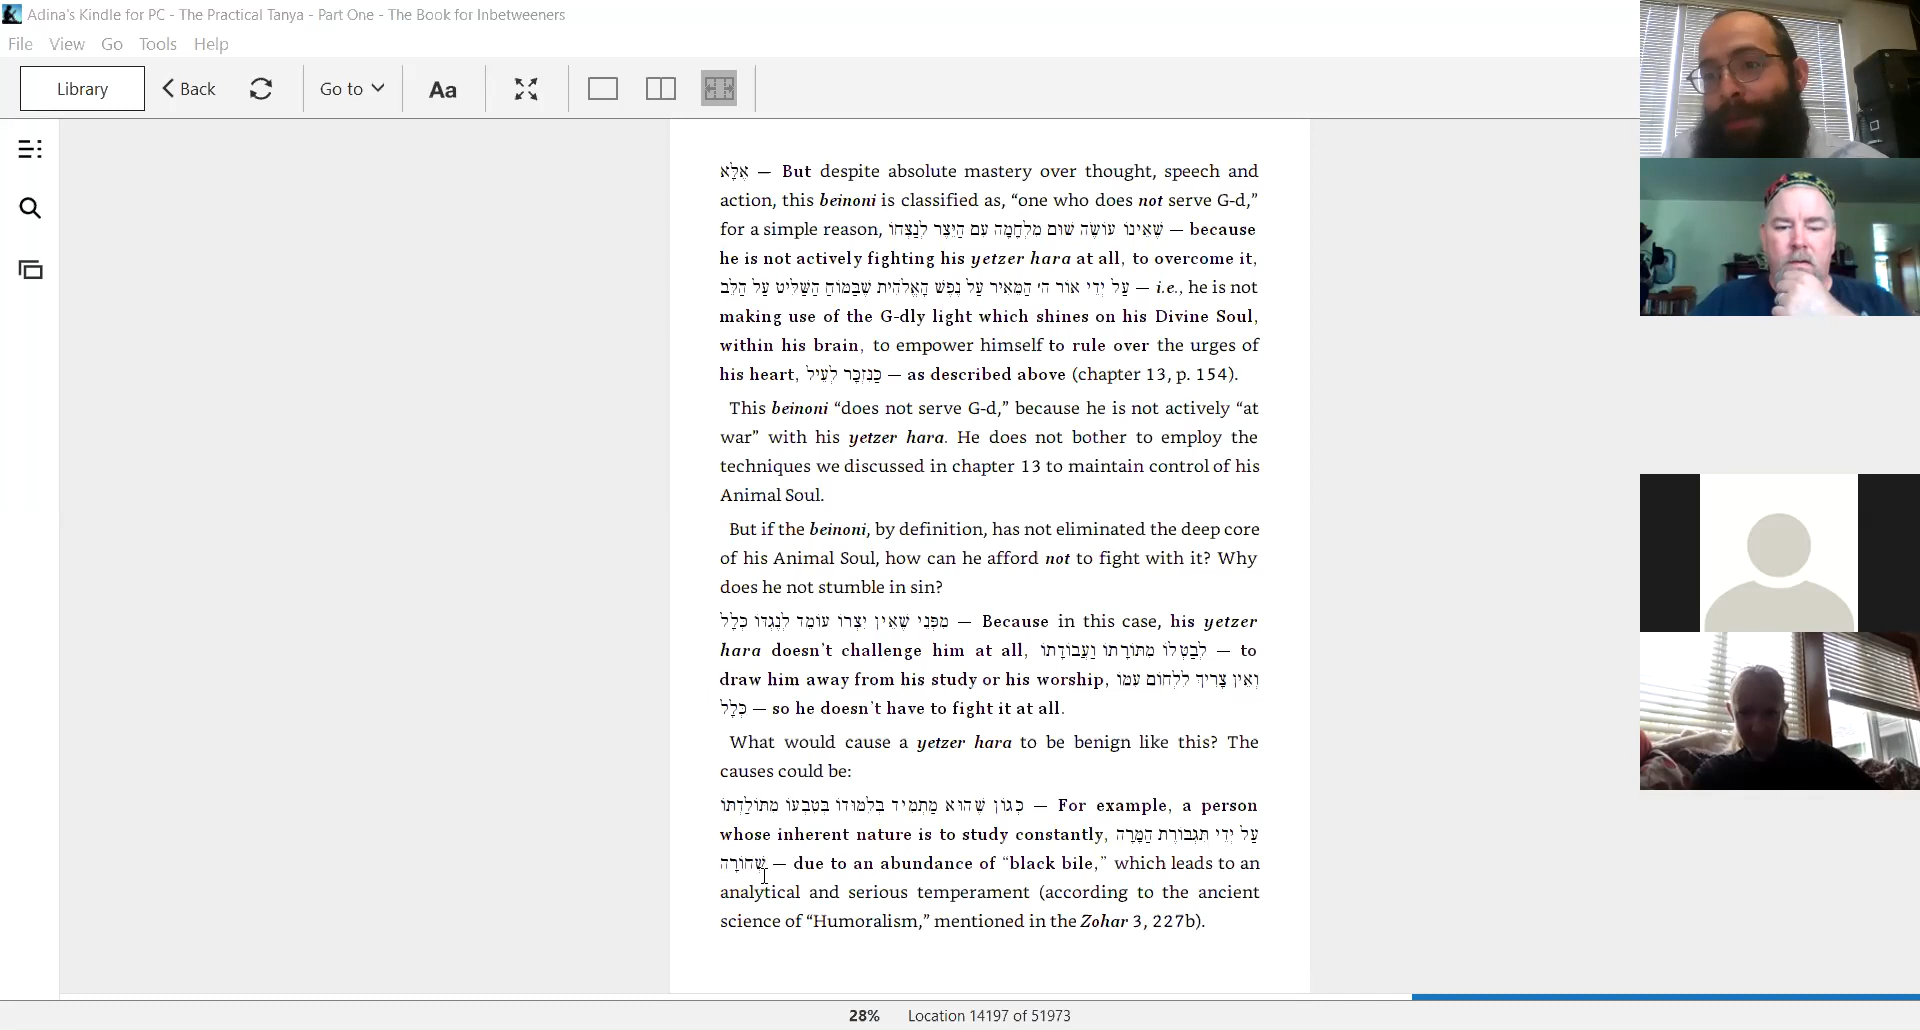 Adina's Kindle for PC - The Practical Tanya - Part One - The Book for Inbetweeners
File View Go Tools Help
Library Back Go to Aa
אֶלָּא — But despite absolute mastery over thought, speech and
action, this beinoni is classified as, “one who does not serve G-d,”
for a simple reason, שֶׁאֵינוֹ עוֹשֶׂה שׁוּם מִלְחָמָה עִם הַיֵּצֶר לְנַצְּחוֹ — because
he is not actively fighting his yetzer hara at all, to overcome it,
עַל יְדֵי אוֹר ה׳ הַמֵּאִיר עַל נֶפֶשׁ הָאֱלֹהִית שֶׁבַּמּוֹחַ הַשַּׁלִּיט עַל הַלֵּב — i.e., he is not
making use of the G-dly light which shines on his Divine Soul,
within his brain, to empower himself to rule over the urges of
his heart, כַּנִּזְכָּר לְעֵיל — as described above (chapter 13, p. 154).
This beinoni “does not serve G-d,” because he is not actively “at
war” with his yetzer hara. He does not bother to employ the
techniques we discussed in chapter 13 to maintain control of his
Animal Soul.
But if the beinoni, by definition, has not eliminated the deep core
of his Animal Soul, how can he afford not to fight with it? Why
does he not stumble in sin?
מִפְּנֵי שֶׁאֵין יִצְרוֹ עוֹמֵד לְנֶגְדּוֹ כְּלָל — Because in this case, his yetzer
hara doesn't challenge him at all, לְבַטְּלוֹ מִתּוֹרָתוֹ וַעֲבוֹדָתוֹ — to
draw him away from his study or his worship, וְאֵין צָרִיךְ לִלְחוֹם עִמּוֹ
כְּלָל — so he doesn't have to fight it at all.
What would cause a yetzer hara to be benign like this? The
causes could be:
כְּגוֹן שֶׁהוּא מַתְמִיד בְּלִמּוּדוֹ בְּטִבְעוֹ מִתּוֹלַדְתּוֹ — For example, a person
whose inherent nature is to study constantly, עַל יְדֵי תִּגְבּוֹרֶת הַמָּרָה
שְׁחוֹרָה — due to an abundance of “black bile,” which leads to an
analytical and serious temperament (according to the ancient
science of “Humoralism,” mentioned in the Zohar 3, 227b).
28% Location 14197 of 51973